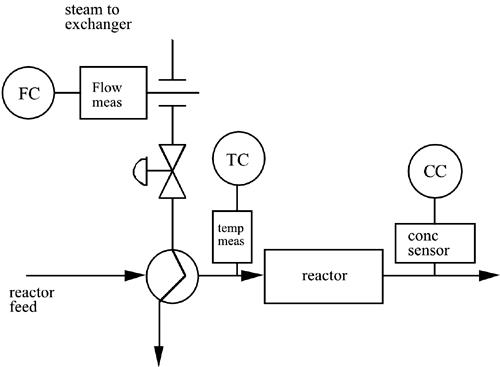 steam to
exchanger
FC
Flow
meas
TC
CC
temp
meas
conc
sensor
reactor
reactor
feed